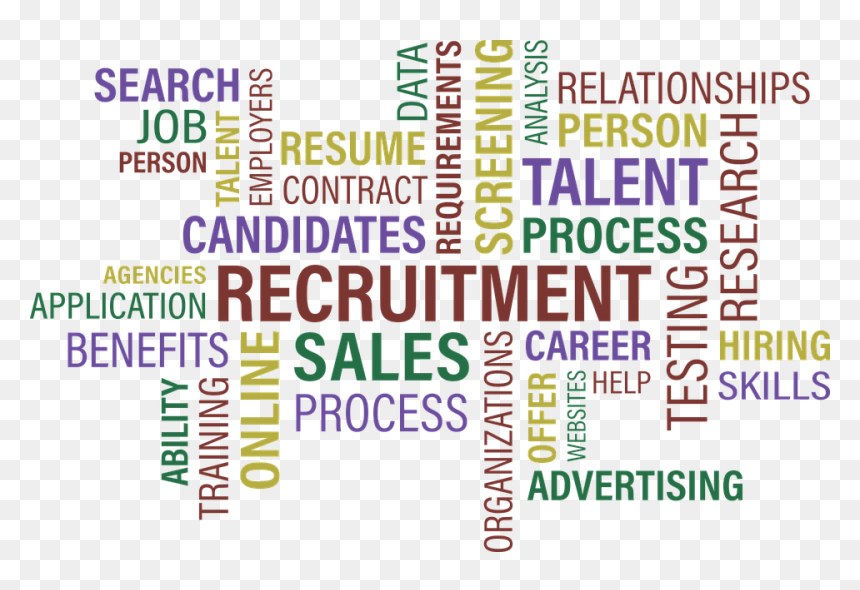 SEARCH
JOB
PERSON
TALENT
EMPLOYERS
RESUME
CONTRACT
CANDIDATES
DATA
REQUIREMENTS
SCREENING
ANALYSIS
RELATIONSHIPS
PERSON
TALENT
PROCESS
RESEARCH
AGENCIES
APPLICATION
RECRUITMENT
TESTING
BENEFITS
ONLINE
SALES
PROCESS
ABILITY
TRAINING
ORGANIZATIONS
CAREER
HIRING
OFFER
WEBSITES
HELP
SKILLS
ADVERTISING